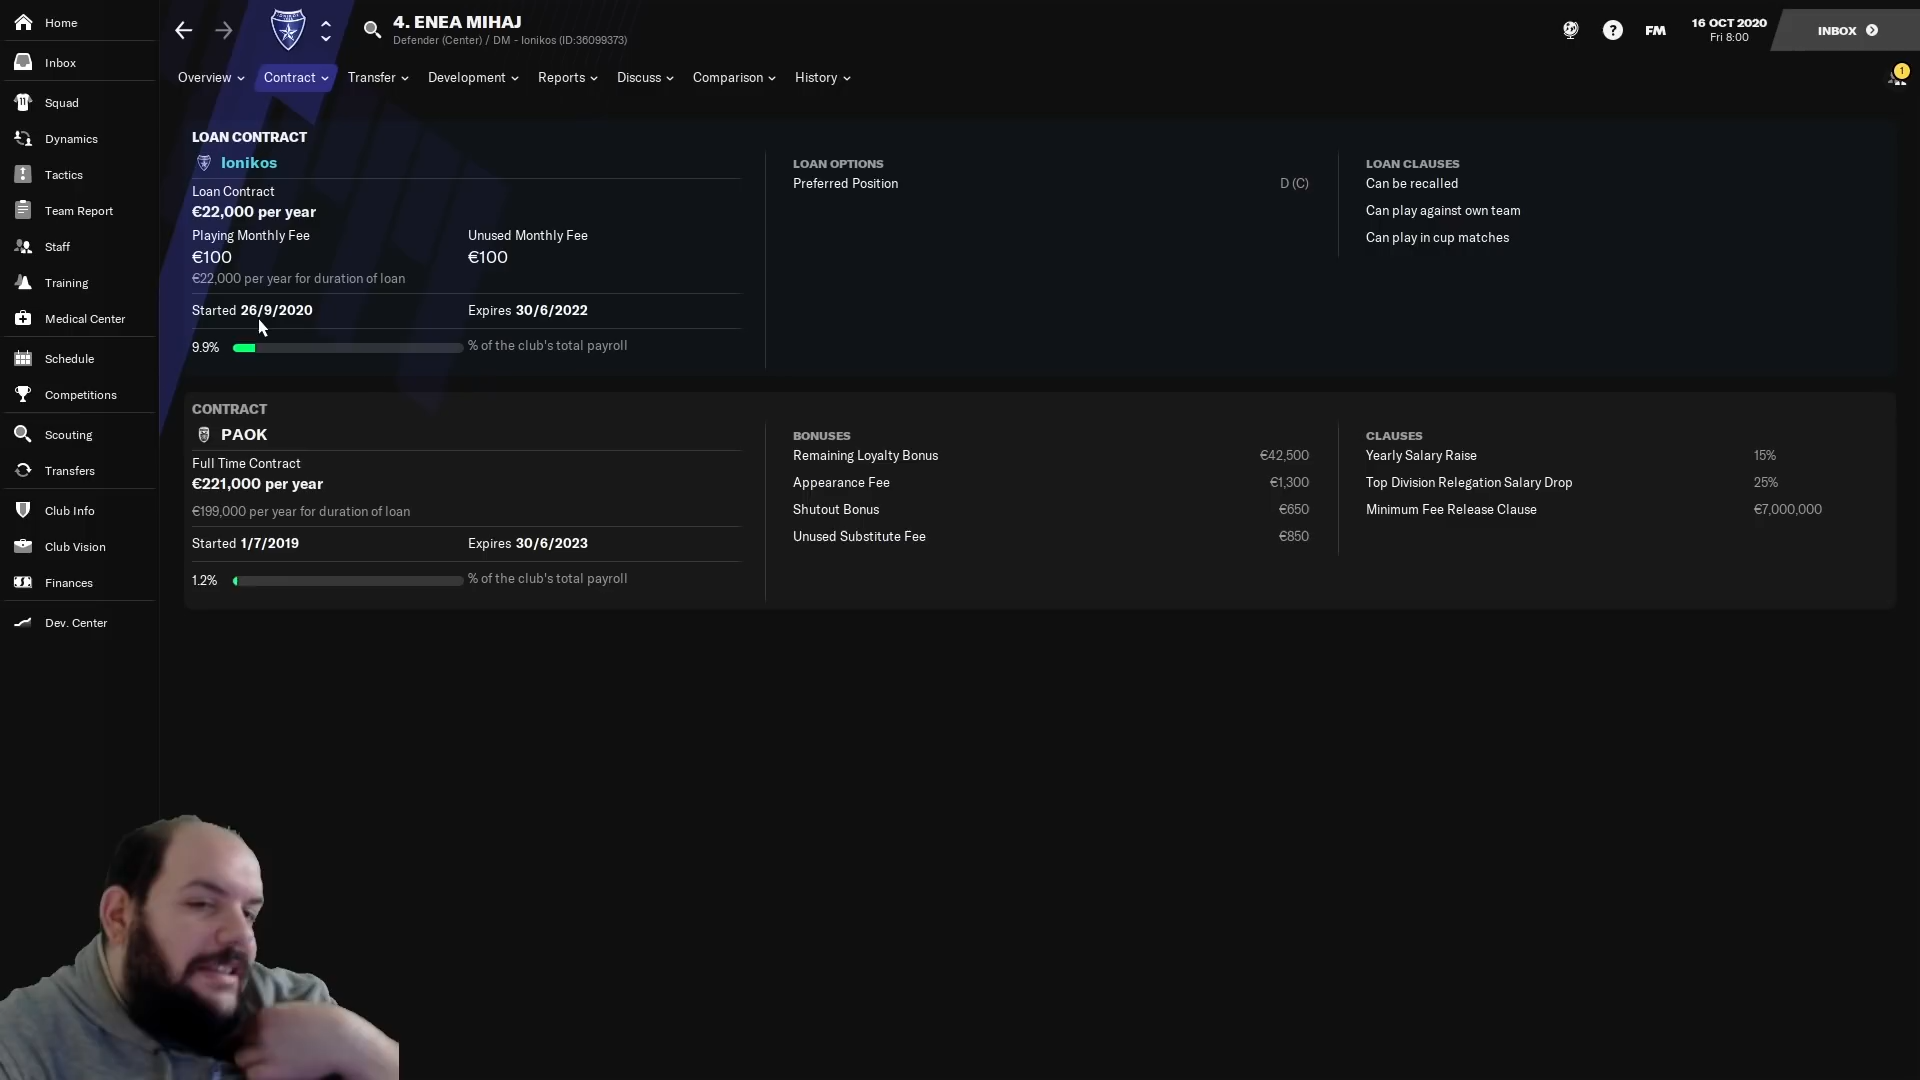 Home
Inbox
Squad
Dynamics
Tactics
Team Report
Staff
Training
Medical Center
Schedule
Competitions
Scouting
Transfers
Club Info
Club Vision
Finances
Dev. Center
4. ENEA MIHAJ
Defender (Center) / DM - Ionikos (ID:36099373)
FM
16 OCT 2020
Fri 8:00
INBOX
1
Overview
Contract
Transfer
Development
Reports
Discuss
Comparison
History
LOAN CONTRACT
Ionikos
Loan Contract
€22,000 per year
Playing Monthly Fee Unused Monthly Fee
€100 €100
€22,000 per year for duration of loan
Started 26/9/2020 Expires 30/6/2022
9.9% % of the club's total payroll
LOAN OPTIONS
Preferred Position D (C)
LOAN CLAUSES
Can be recalled
Can play against own team
Can play in cup matches
CONTRACT
PAOK
Full Time Contract
€221,000 per year
€199,000 per year for duration of loan
Started 1/7/2019 Expires 30/6/2023
1.2% % of the club's total payroll
BONUSES
Remaining Loyalty Bonus €42,500
Appearance Fee €1,300
Shutout Bonus €650
Unused Substitute Fee €850
CLAUSES
Yearly Salary Raise 15%
Top Division Relegation Salary Drop 25%
Minimum Fee Release Clause €7,000,000